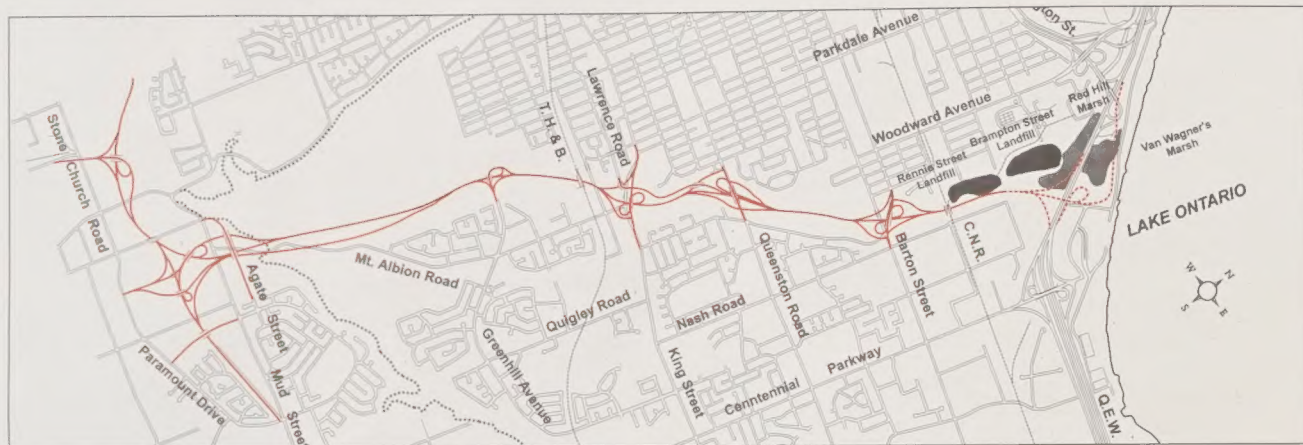 gton St.
Parkdale Avenue
Woodward Avenue
Red Hill
Marsh
Brampton Street
Landfill
Rennie Street
Landfill
Van Wagner's
Marsh
LAKE ONTARIO
N
E
S
W
Stone Church Road
T. H. & B.
Lawrence Road
Mt. Albion Road
Agate Street
Mud Street
Paramount Drive
Greenhill Avenue
Quigley Road
King Street
Nash Road
Queenston Road
Cenntennial Parkway
Barton Street
C.N.R.
Q.E.W.